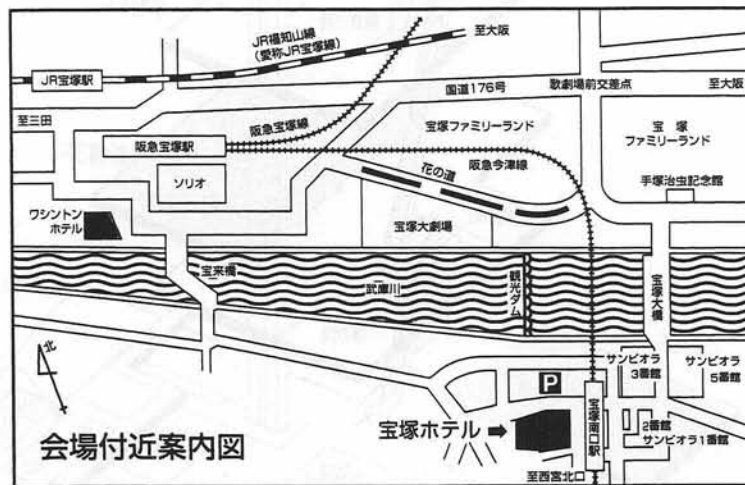 JR福知山線
(愛称JR宝塚線)
至大阪
JR宝塚駅
国道176号
歌劇場前交差点
至大阪
至三田
阪急宝塚線
阪急宝塚駅
宝塚ファミリーランド
宝塚
ファミリーランド
ソリオ
花の道
阪急今津線
手塚治虫記念館
ワシントン
ホテル
宝塚大劇場
宝来橋
武庫川
観光ダム
宝塚大橋
北
サンビオラ
3番館
サンビオラ
5番館
P
宝塚南口駅
会場付近案内図
宝塚ホテル➡
2番館
サンビオラ1番館
至西宮北口